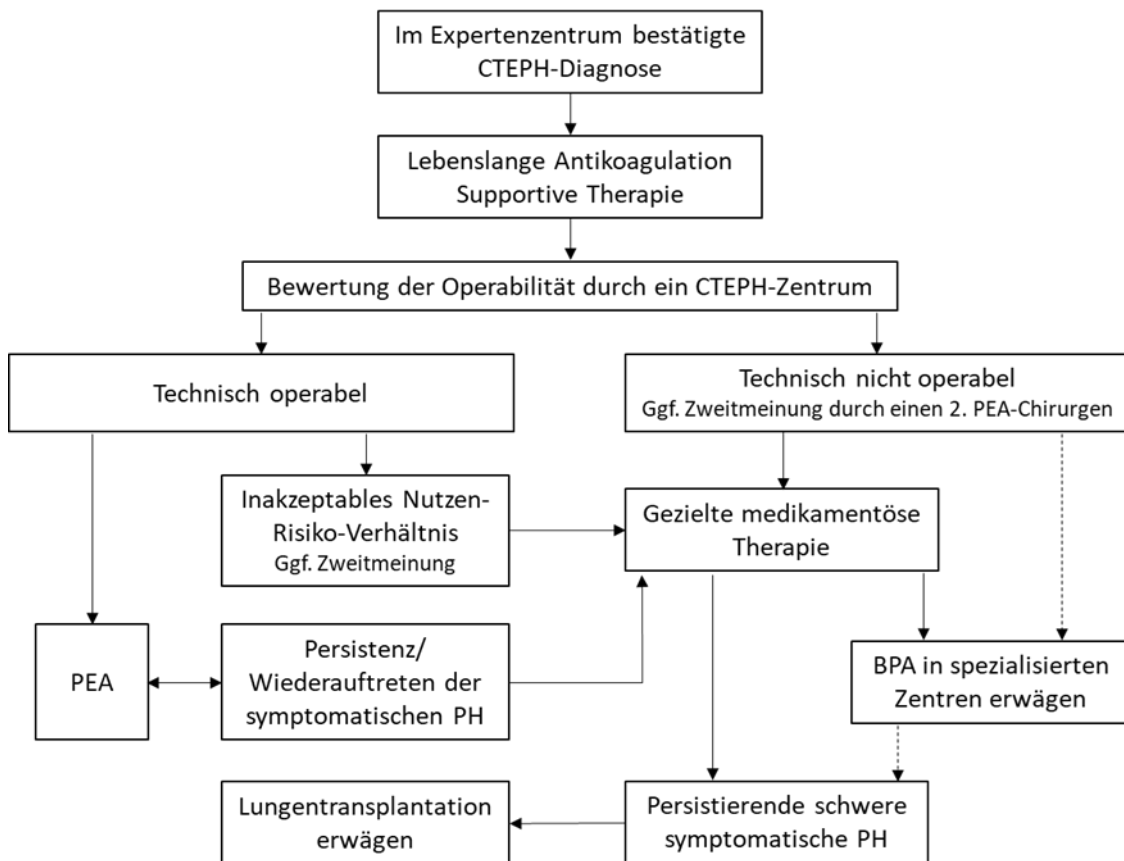 Im Expertenzentrum bestätigte
CTEPH-Diagnose
Lebenslange Antikoagulation
Supportive Therapie
Bewertung der Operabilität durch ein CTEPH-Zentrum
Technisch operabel
Technisch nicht operabel
Ggf. Zweitmeinung durch einen 2. PEA-Chirurgen
Inakzeptables Nutzen-
Risiko-Verhältnis
Ggf. Zweitmeinung
Gezielte medikamentöse
Therapie
PEA
Persistenz/
Wiederauftreten der
symptomatischen PH
BPA in spezialisierten
Zentren erwägen
Lungentransplantation
erwägen
Persistierende schwere
symptomatische PH